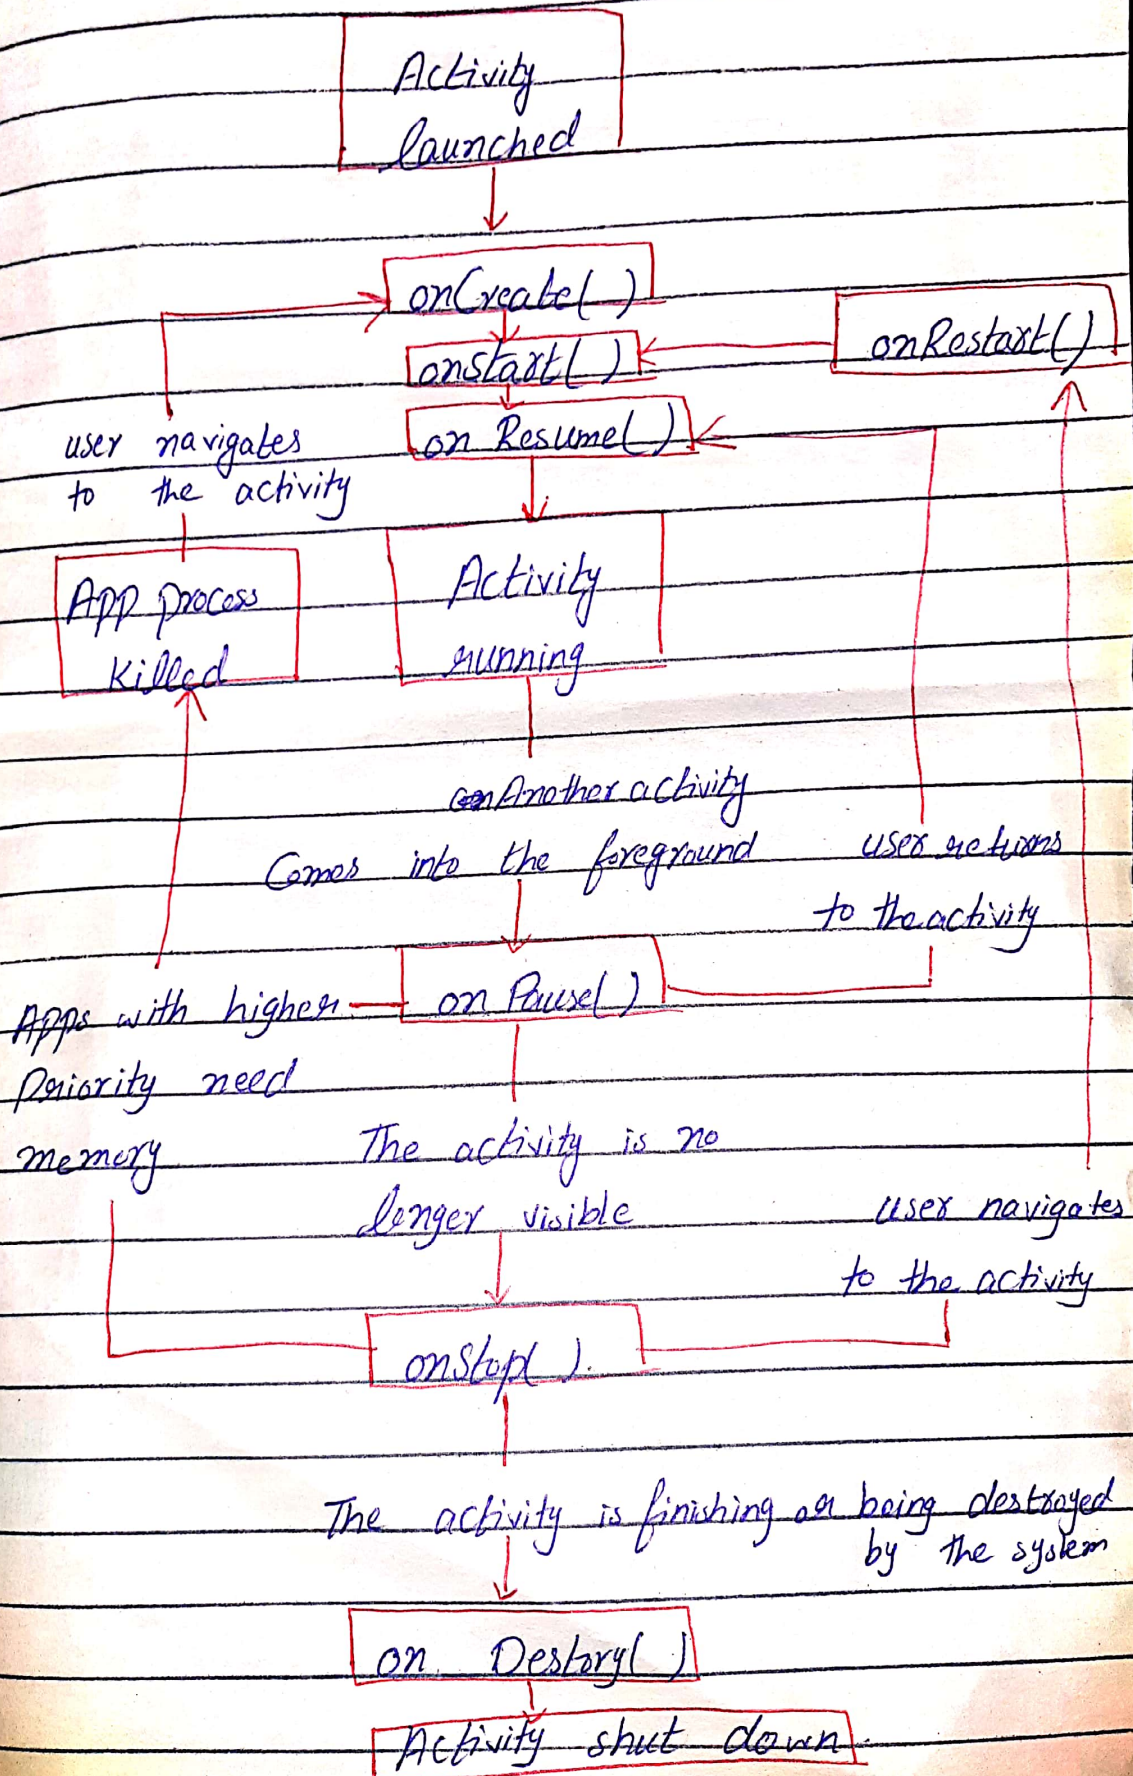 Activity
launched
onCreate( )
onstart( )
onRestart()
on Resume( )
user navigates
to the activity
App process
Killed
Activity
running
Another activity
Comes into the foreground
user returns
to the activity
on Pause( )
Apps with higher
Priority need
memory
The activity is no
longer visible
user navigates
to the activity
onStop( ).
The activity is finishing or being destroyed
by the system
on Destory( )
Activity shut down